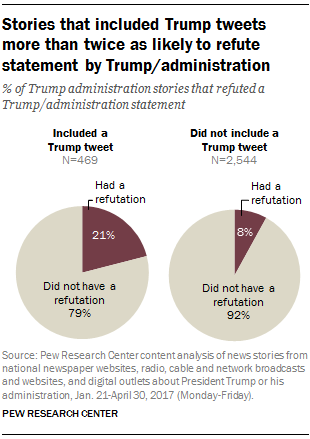 Stories that included Trump tweets
more than twice as likely to refute
statement by Trump/administration
% of Trump administration stories that refuted a
Trump/administration statement
Included a
Trump tweet
N=469
Had a
refutation
21%
Did not have a
refutation
79%
Did not include a
Trump tweet
N=2,544
Had a
refutation
8%
Did not have a
refutation
92%
Source: Pew Research Center content analysis of news stories from
national newspaper websites, radio, cable and network broadcasts
and websites, and digital outlets about President Trump or his
administration, Jan. 21-April 30, 2017 (Monday-Friday).
PEW RESEARCH CENTER